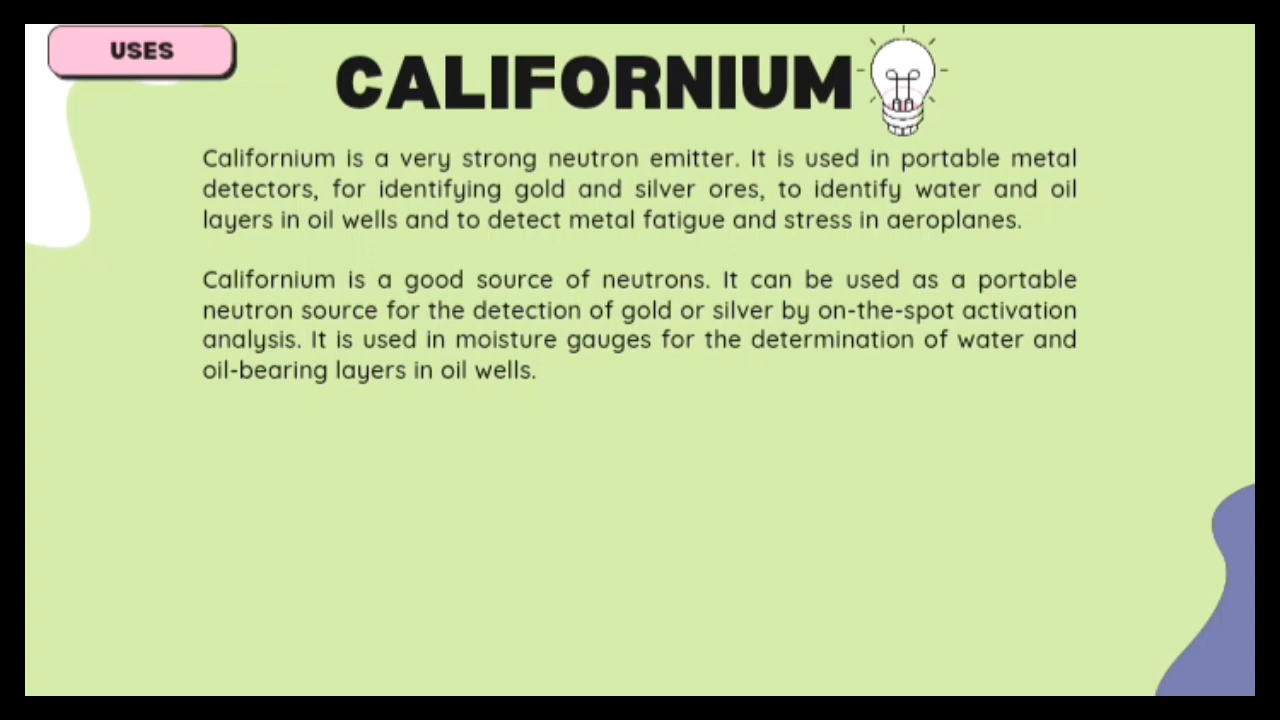 USES
CALIFORNIUM
Californium is a very strong neutron emitter. It is used in portable metal
detectors, for identifying gold and silver ores, to identify water and oil
layers in oil wells and to detect metal fatigue and stress in aeroplanes.
Californium is a good source of neutrons. It can be used as a portable
neutron source for the detection of gold or silver by on-the-spot activation
analysis. It is used in moisture gauges for the determination of water and
oil-bearing layers in oil wells.